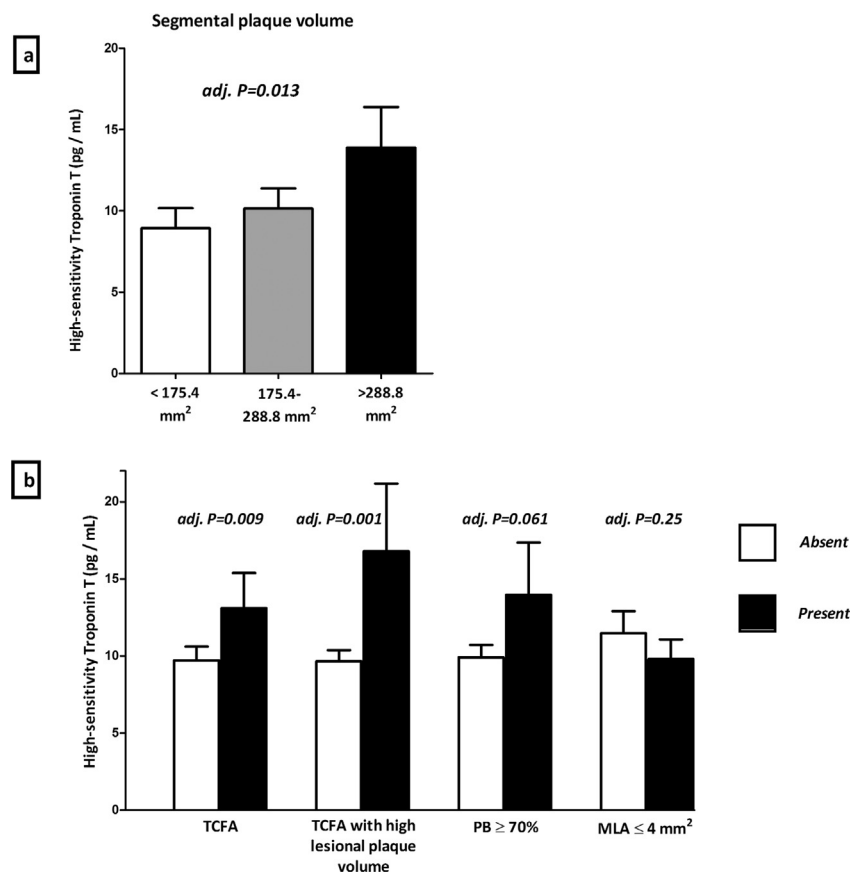 Segmental plaque volume
a
20
15
10
5
0
High-sensitivity Troponin T (pg / mL)
adj. P=0.013
< 175.4
mm²
175.4-
288.8 mm²
>288.8
mm²
b
20
15
10
5
0
High-sensitivity Troponin T (pg / mL)
adj. P=0.009
adj. P=0.001
adj. P=0.061
adj. P=0.25
Absent
Present
TCFA
TCFA with high
lesional plaque
volume
PB ≥ 70%
MLA ≤ 4 mm²